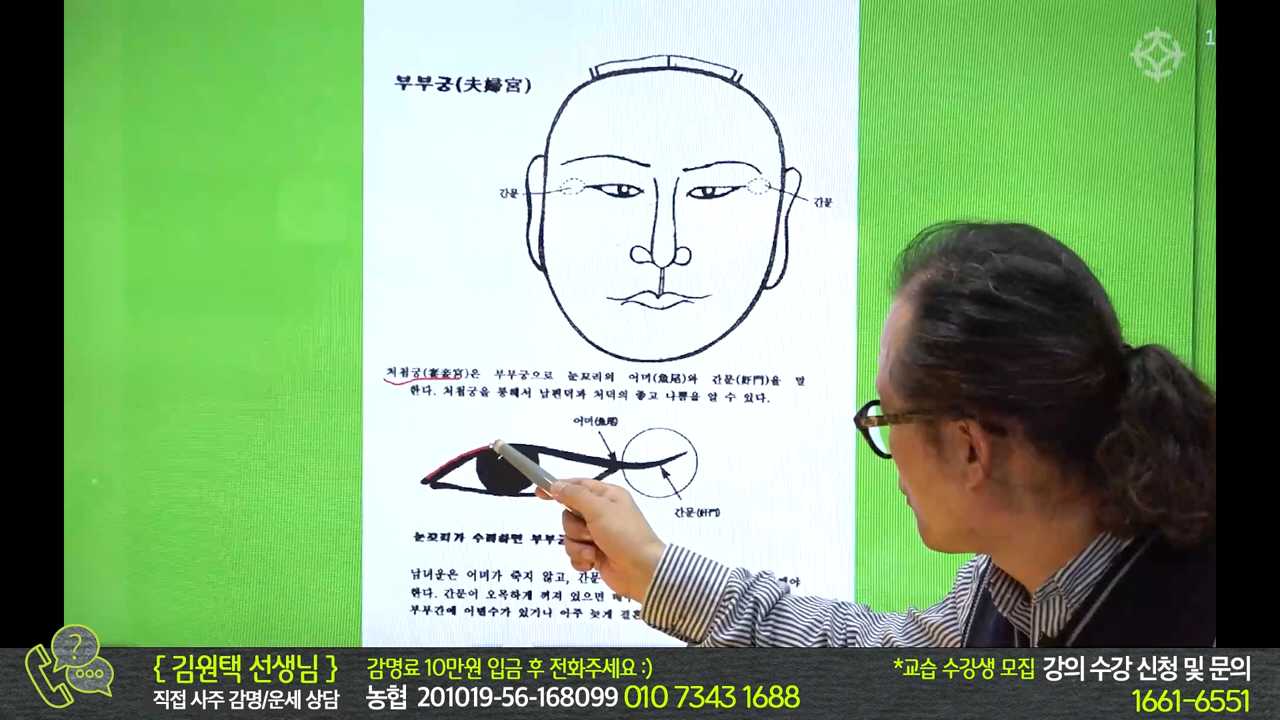 1
부부궁(夫婦宮)
간문
간문
처첩궁(妻妾宮)은 부부궁으로 눈꼬리의 어미(魚尾)와 간문(奸門)을 말
한다. 처첩궁을 통해서 남편덕과 처덕의 좋고 나쁨을 알 수 있다.
어미(魚尾)
간문(奸門)
눈꼬리가 수려하면 부부궁
남녀운은 어미가 죽지 않고, 간문
한다. 간문이 오목하게 꺼져 있으면
부부간에 이별수가 있거나 아주 늦게 결혼
{ 김원택 선생님 }
직접 사주 감명/운세 상담
감명료 10만원 입금 후 전화주세요 :)
농협 201019-56-168099 010 7343 1688
*교습 수강생 모집 강의 수강 신청 및 문의
1661-6551